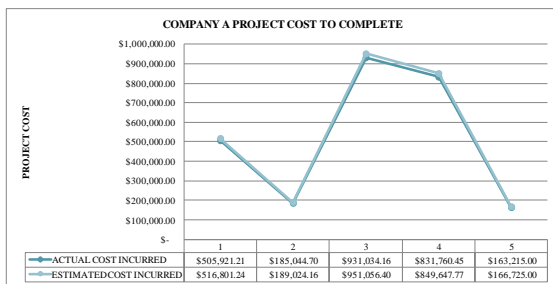 COMPANY A PROJECT COST TO COMPLETE
PROJECT COST
$1,000,000.00
$900,000.00
$800,000.00
$700,000.00
$600,000.00
$500,000.00
$400,000.00
$300,000.00
$200,000.00
$100,000.00
$-
1 2 3 4 5
ACTUAL COST INCURRED $505,921.21 $185,044.70 $931,034.16 $831,760.45 $163,215.00
ESTIMATED COST INCURRED $516,801.24 $189,024.16 $951,056.40 $849,647.77 $166,725.00